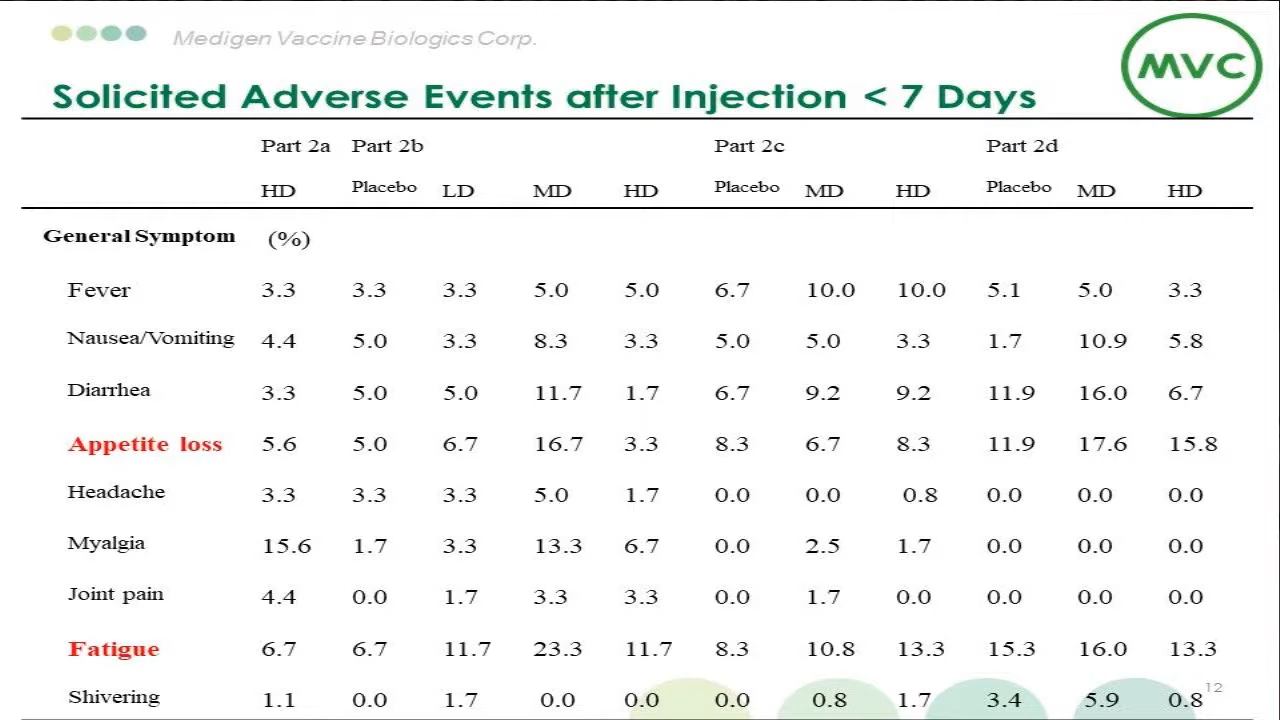 Medigen Vaccine Biologics Corp.
MVC
Solicited Adverse Events after Injection < 7 Days
Part 2a Part 2b Part 2c Part 2d
HD Placebo LD MD HD Placebo MD HD Placebo MD HD
General Symptom (%)
Fever 3.3 3.3 3.3 5.0 5.0 6.7 10.0 10.0 5.1 5.0 3.3
Nausea/Vomiting 4.4 5.0 3.3 8.3 3.3 5.0 5.0 3.3 1.7 10.9 5.8
Diarrhea 3.3 5.0 5.0 11.7 1.7 6.7 9.2 9.2 11.9 16.0 6.7
Appetite loss 5.6 5.0 6.7 16.7 3.3 8.3 6.7 8.3 11.9 17.6 15.8
Headache 3.3 3.3 3.3 5.0 1.7 0.0 0.0 0.8 0.0 0.0 0.0
Myalgia 15.6 1.7 3.3 13.3 6.7 0.0 2.5 1.7 0.0 0.0 0.0
Joint pain 4.4 0.0 1.7 3.3 3.3 0.0 1.7 0.0 0.0 0.0 0.0
Fatigue 6.7 6.7 11.7 23.3 11.7 8.3 10.8 13.3 15.3 16.0 13.3
Shivering 1.1 0.0 1.7 0.0 0.0 0.0 0.8 1.7 3.4 5.9 0.8
12